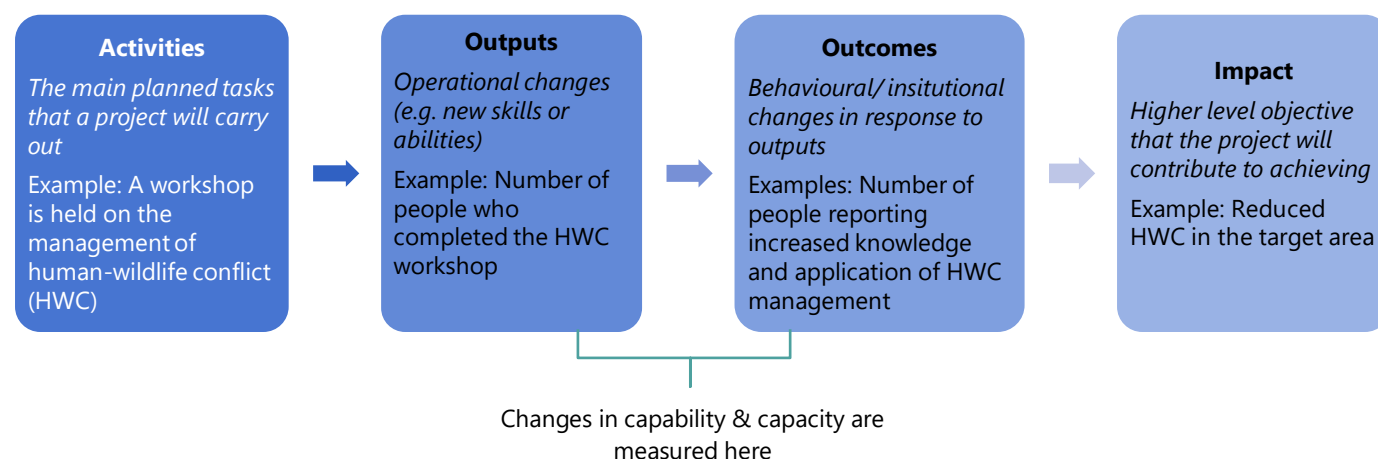 Activities
The main planned tasks
that a project will carry
out
Example: A workshop
is held on the
management of
human-wildlife conflict
(HWC)
Outputs
Operational changes
(e.g. new skills or
abilities)
Example: Number of
people who
completed the HWC
workshop
Outcomes
Behavioural/ insitutional
changes in response to
outputs
Examples: Number of
people reporting
increased knowledge
and application of HWC
management
Impact
Higher level objective
that the project will
contribute to achieving
Example: Reduced
HWC in the target area
Changes in capability & capacity are
measured here